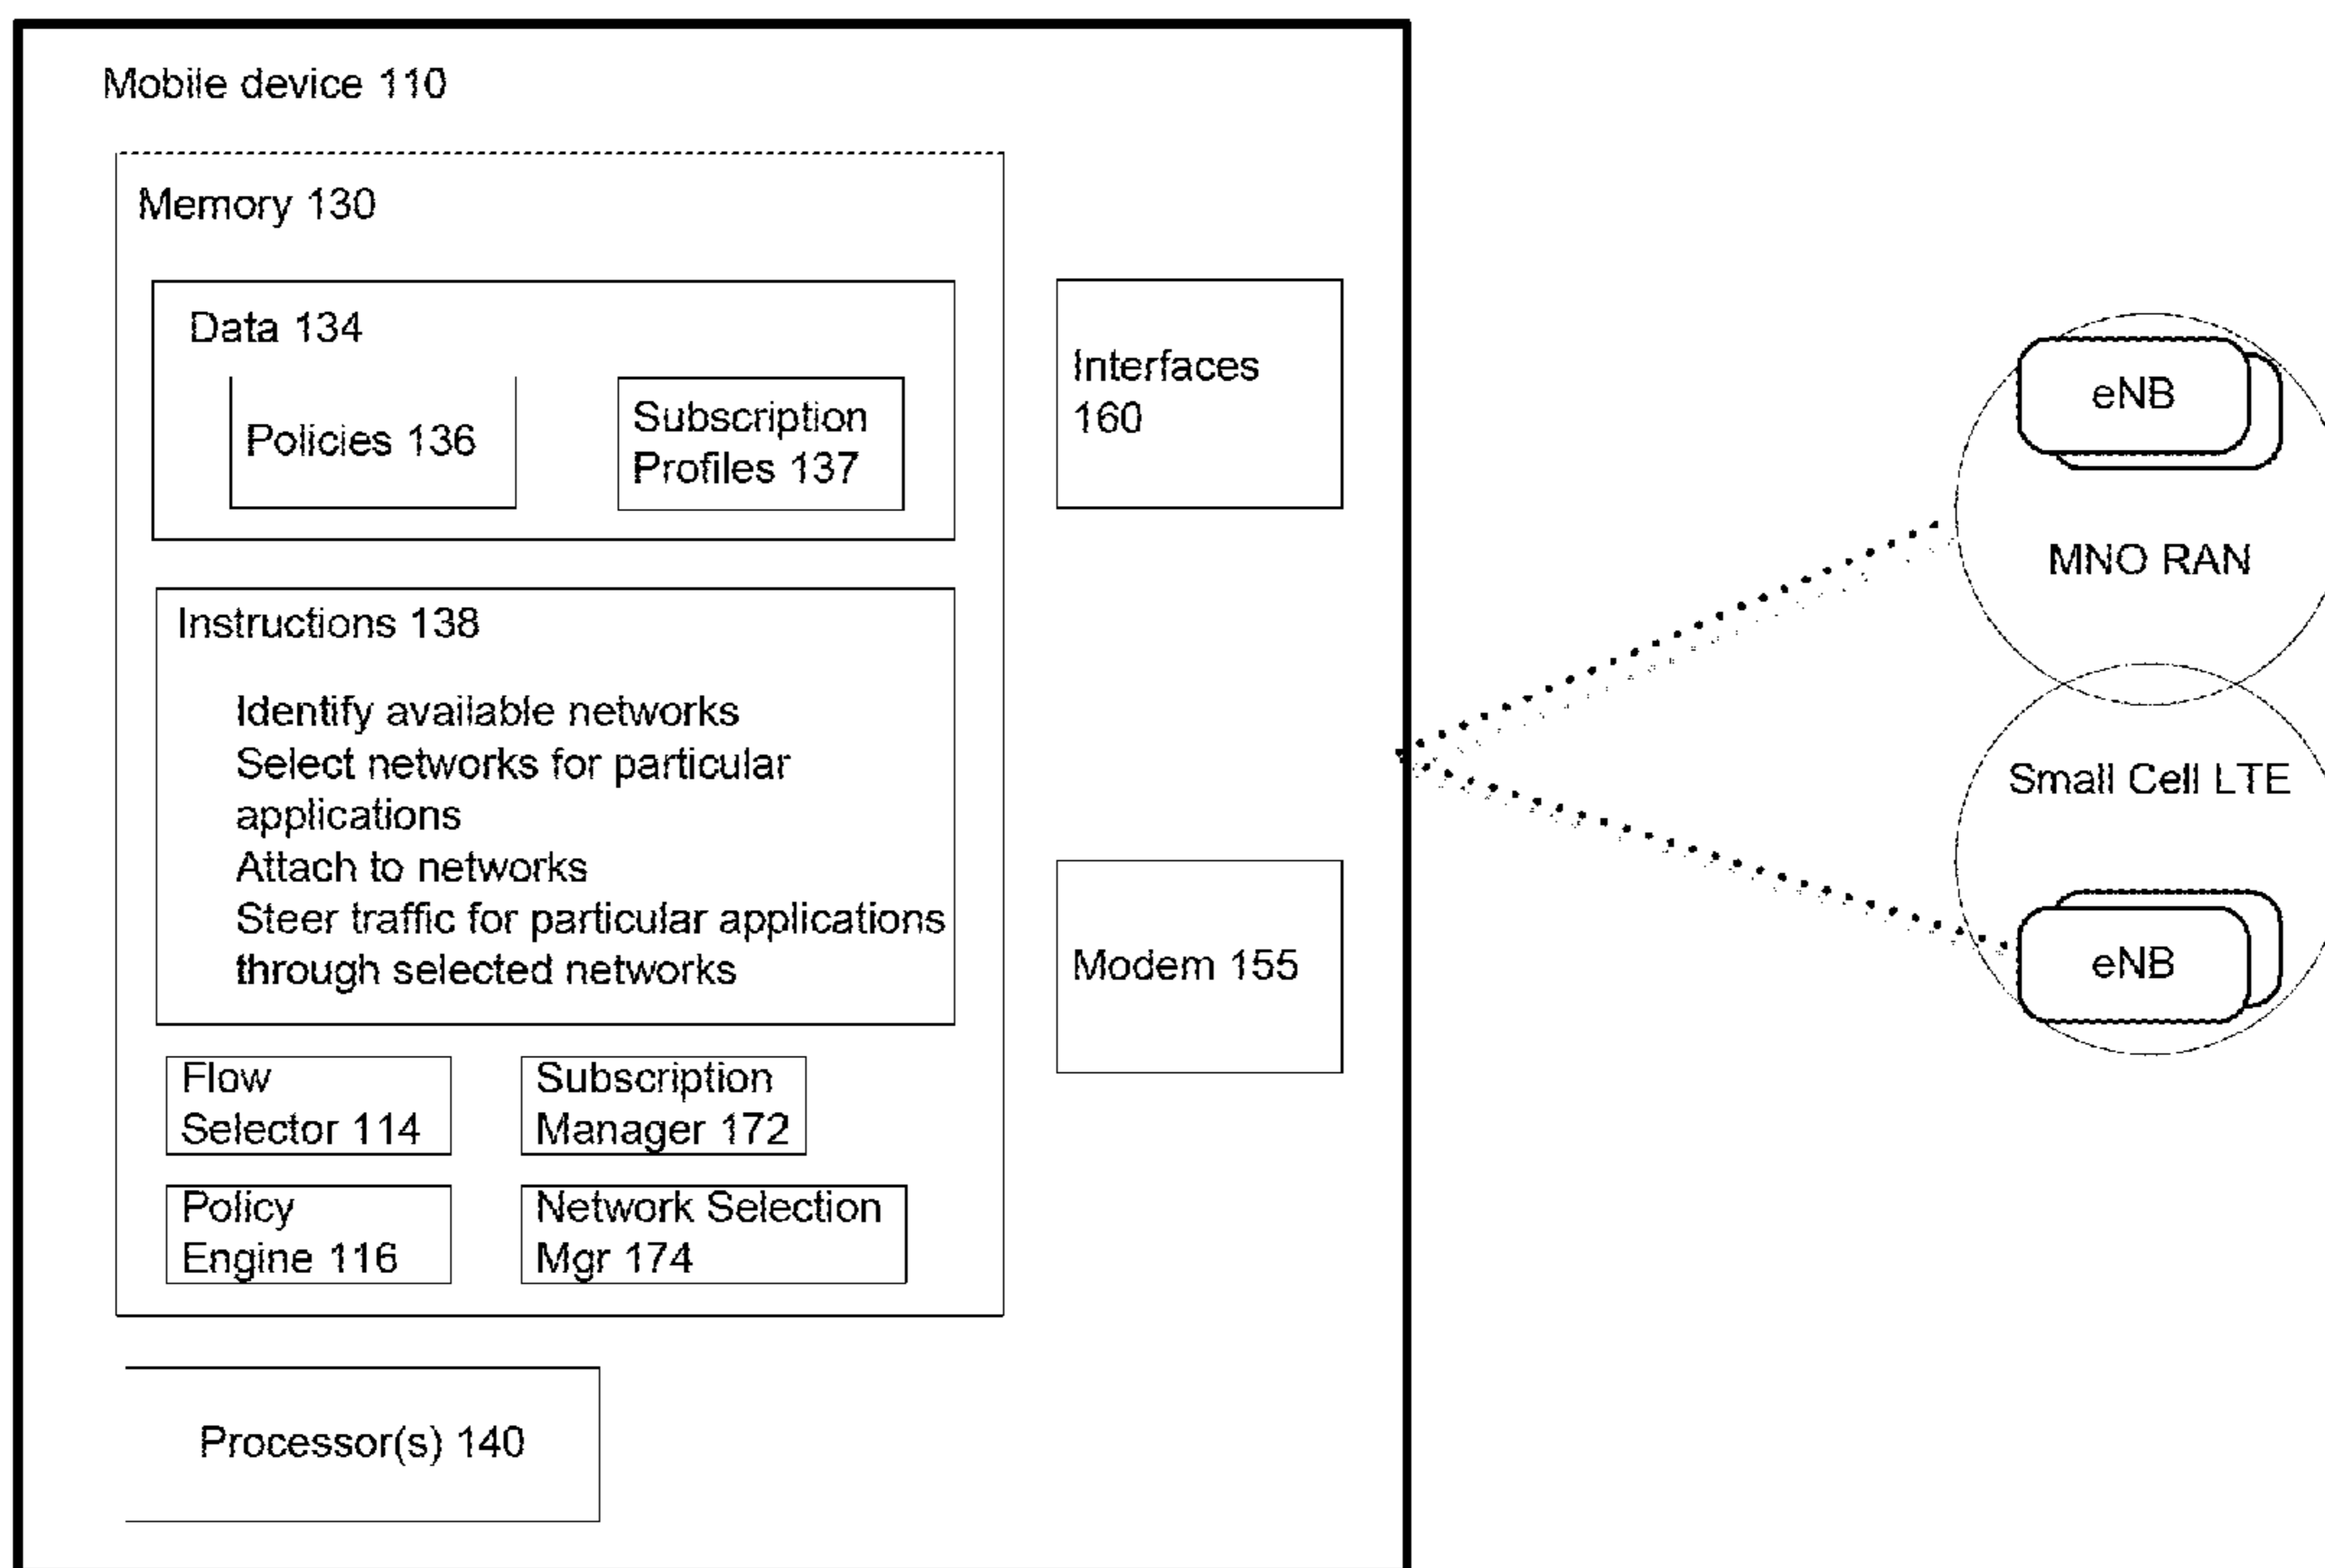 Mobile device 110
Memory 130
Data 134
Policies 136
Subscription
Profiles 137
Instructions 138
Identify available networks
Select networks for particular
applications
Attach to networks
Steer traffic for particular applications
through selected networks
Flow
Selector 114
Subscription
Manager 172
Policy
Engine 116
Network Selection
Mgr 174
Processor(s) 140
Interfaces
160
Modem 155
eNB
MNO RAN
Small Cell LTE
eNB